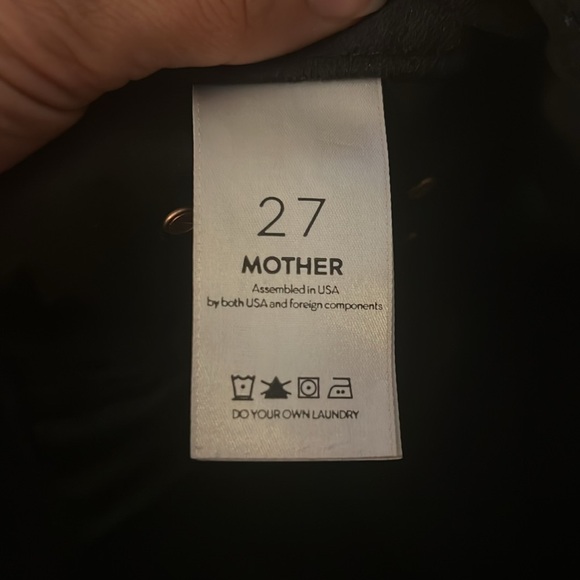 27
MOTHER
Assembled in USA
by both USA and foreign components
DO YOUR OWN LAUNDRY